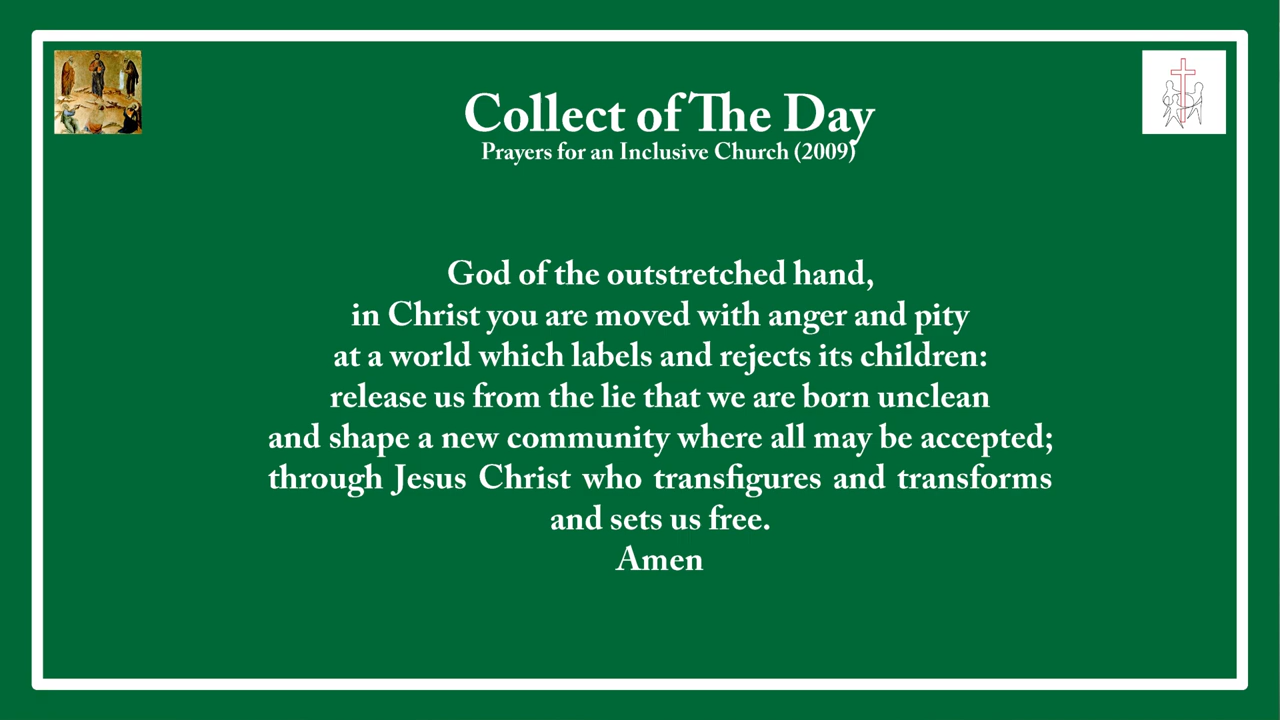 Collect of The Day
Prayers for an Inclusive Church (2009)
God of the outstretched hand,
in Christ you are moved with anger and pity
at a world which labels and rejects its children:
release us from the lie that we are born unclean
and shape a new community where all may be accepted;
through Jesus Christ who transfigures and transforms
and sets us free.
Amen